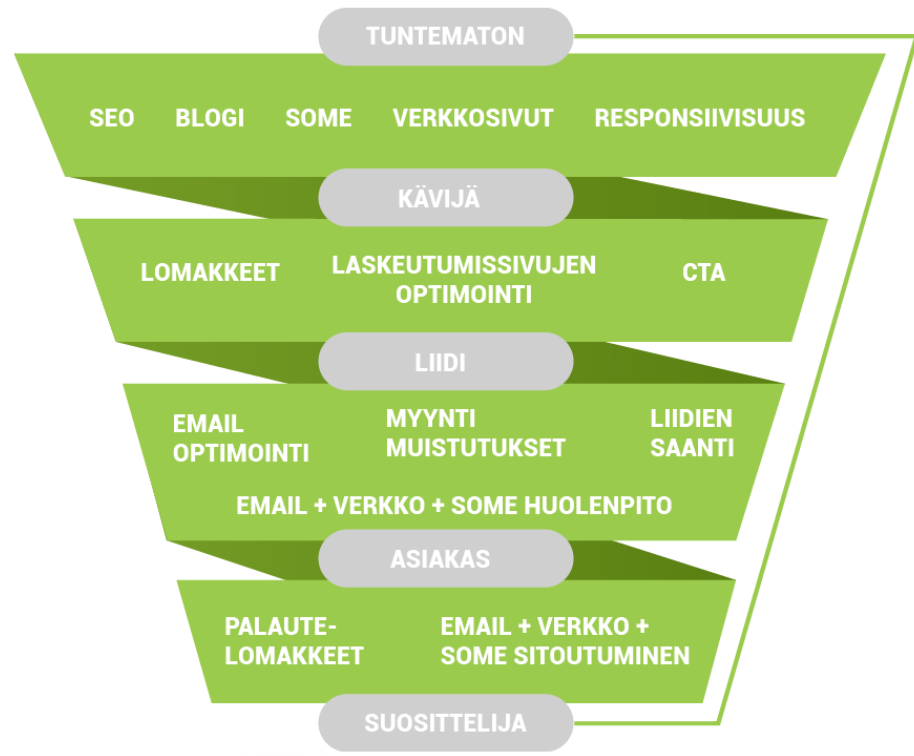 TUNTEMATON
SEO BLOGI SOME VERKKOSIVUT RESPONSIIVISUUS
KÄVIJÄ
LOMAKKEET
LASKEUTUMISSIVUJEN
OPTIMOINTI
CTA
LIIDI
EMAIL
OPTIMOINTI
MYYNTI
MUISTUTUKSET
LIIDIEN
SAANTI
EMAIL + VERKKO + SOME HUOLENPITO
ASIAKAS
PALAUTE-
LOMAKKEET
EMAIL + VERKKO +
SOME SITOUTUMINEN
SUOSITTELIJA